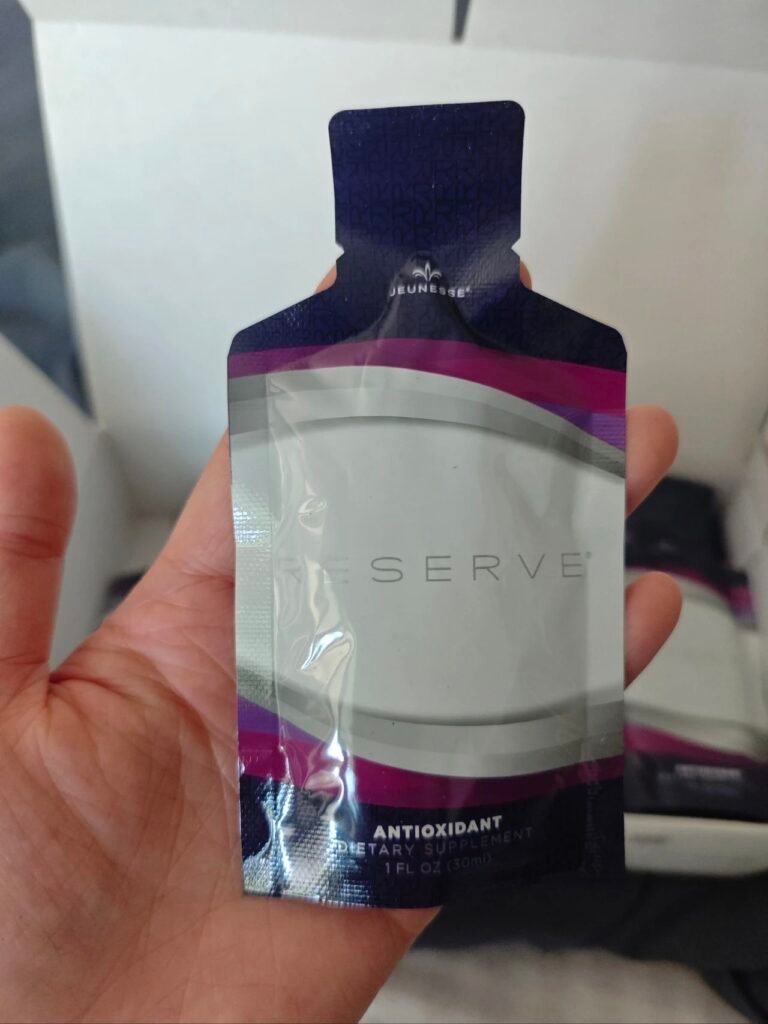 JEUNESSE®
RESERVE®
ANTIOXIDANT
DIETARY SUPPLEMENT
1 FL OZ (30ml)